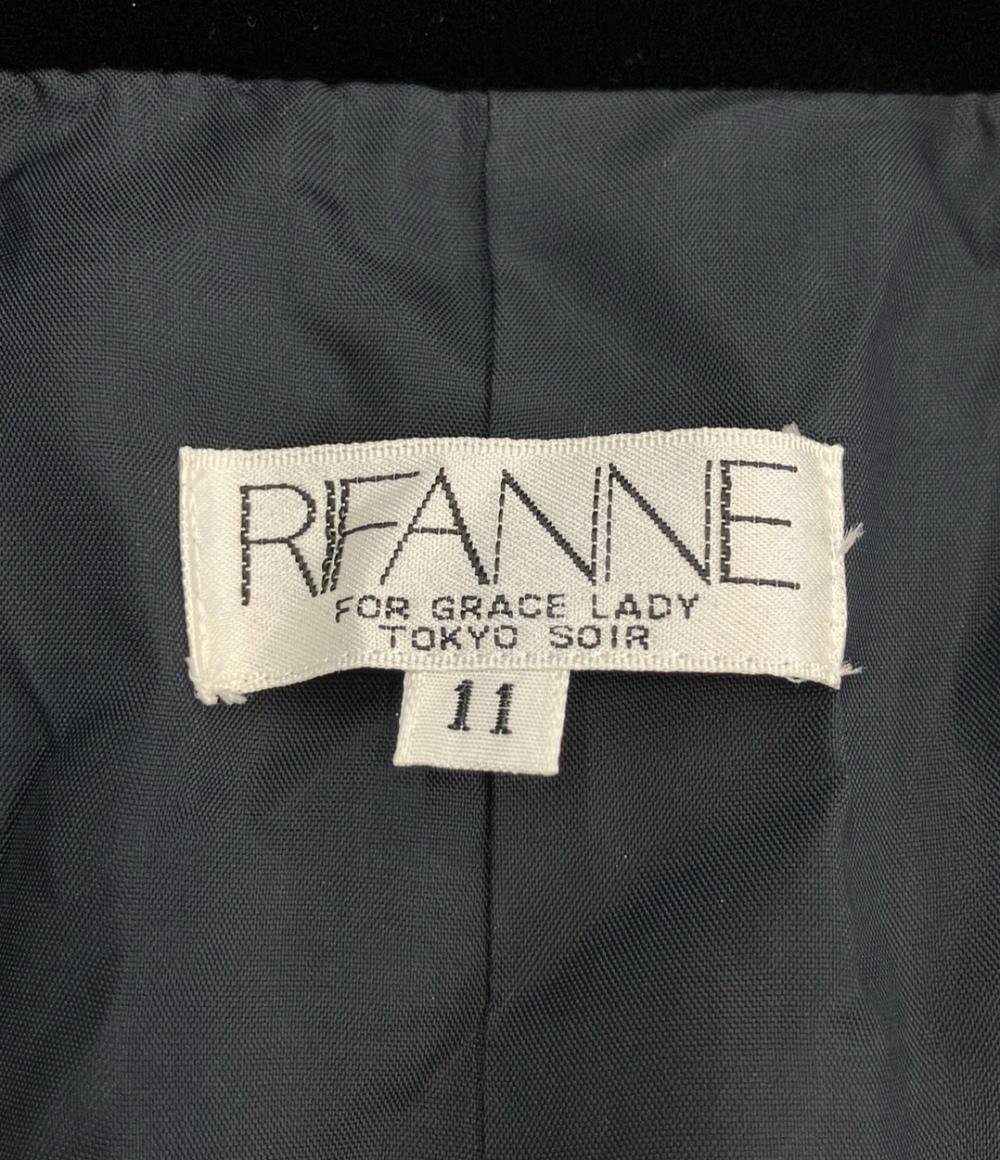 RIFANNE
FOR GRACE LADY
TOKYO SOIR
11